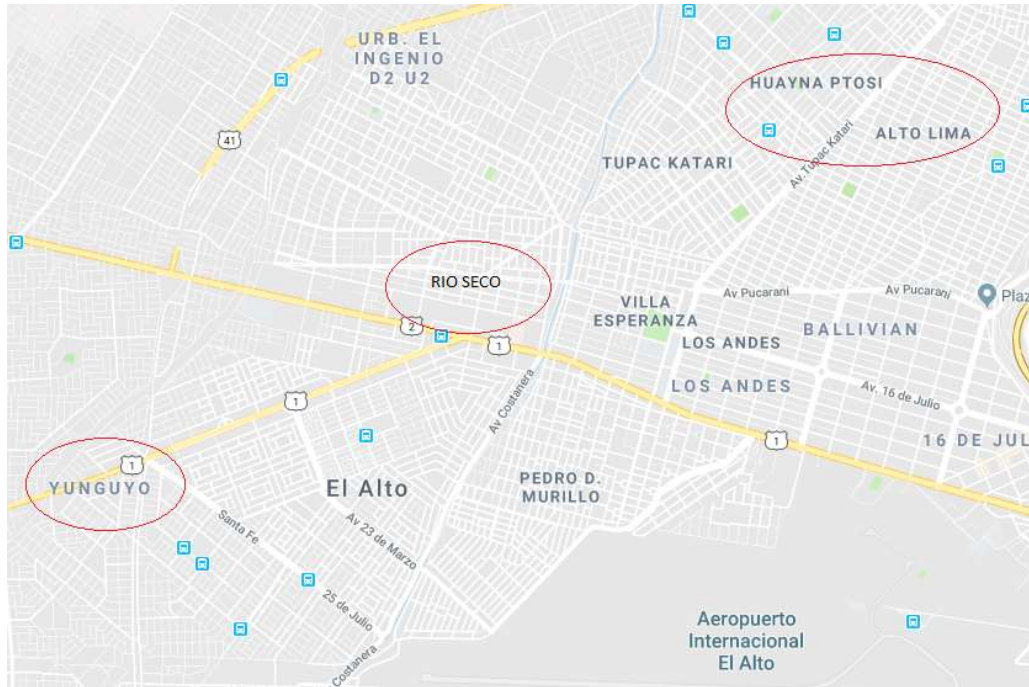 URB. EL
INGENIO
D2 U2
HUAYNA PTOSI
ALTO LIMA
41
TUPAC KATARI
Av. Tupac Katari
RIO SECO
VILLA
ESPERANZA
Av Pucarani
Av Pucarani
Plaz
BALLIVIAN
2
1
LOS ANDES
LOS ANDES
Av. 16 de Julio
1
Av Costanera
1
16 DE JUL
1
YUNGUYO
El Alto
PEDRO D.
MURILLO
Santa Fe
Av 23 de Marzo
25 de Julio
Costanera
Aeropuerto
Internacional
El Alto